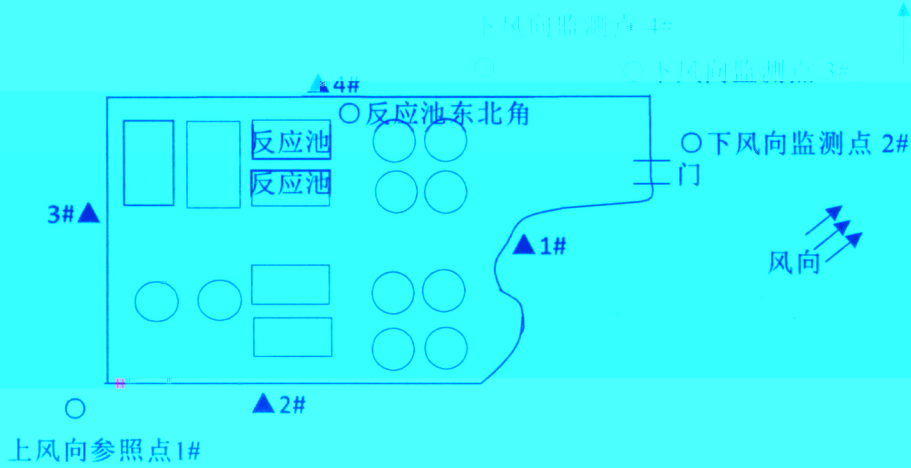 下风向监测点 4#
下风向监测点 3#
4#
反应池东北角
反应池
下风向监测点 2#
门
反应池
3#
1#
风向
2#
上风向参照点1#